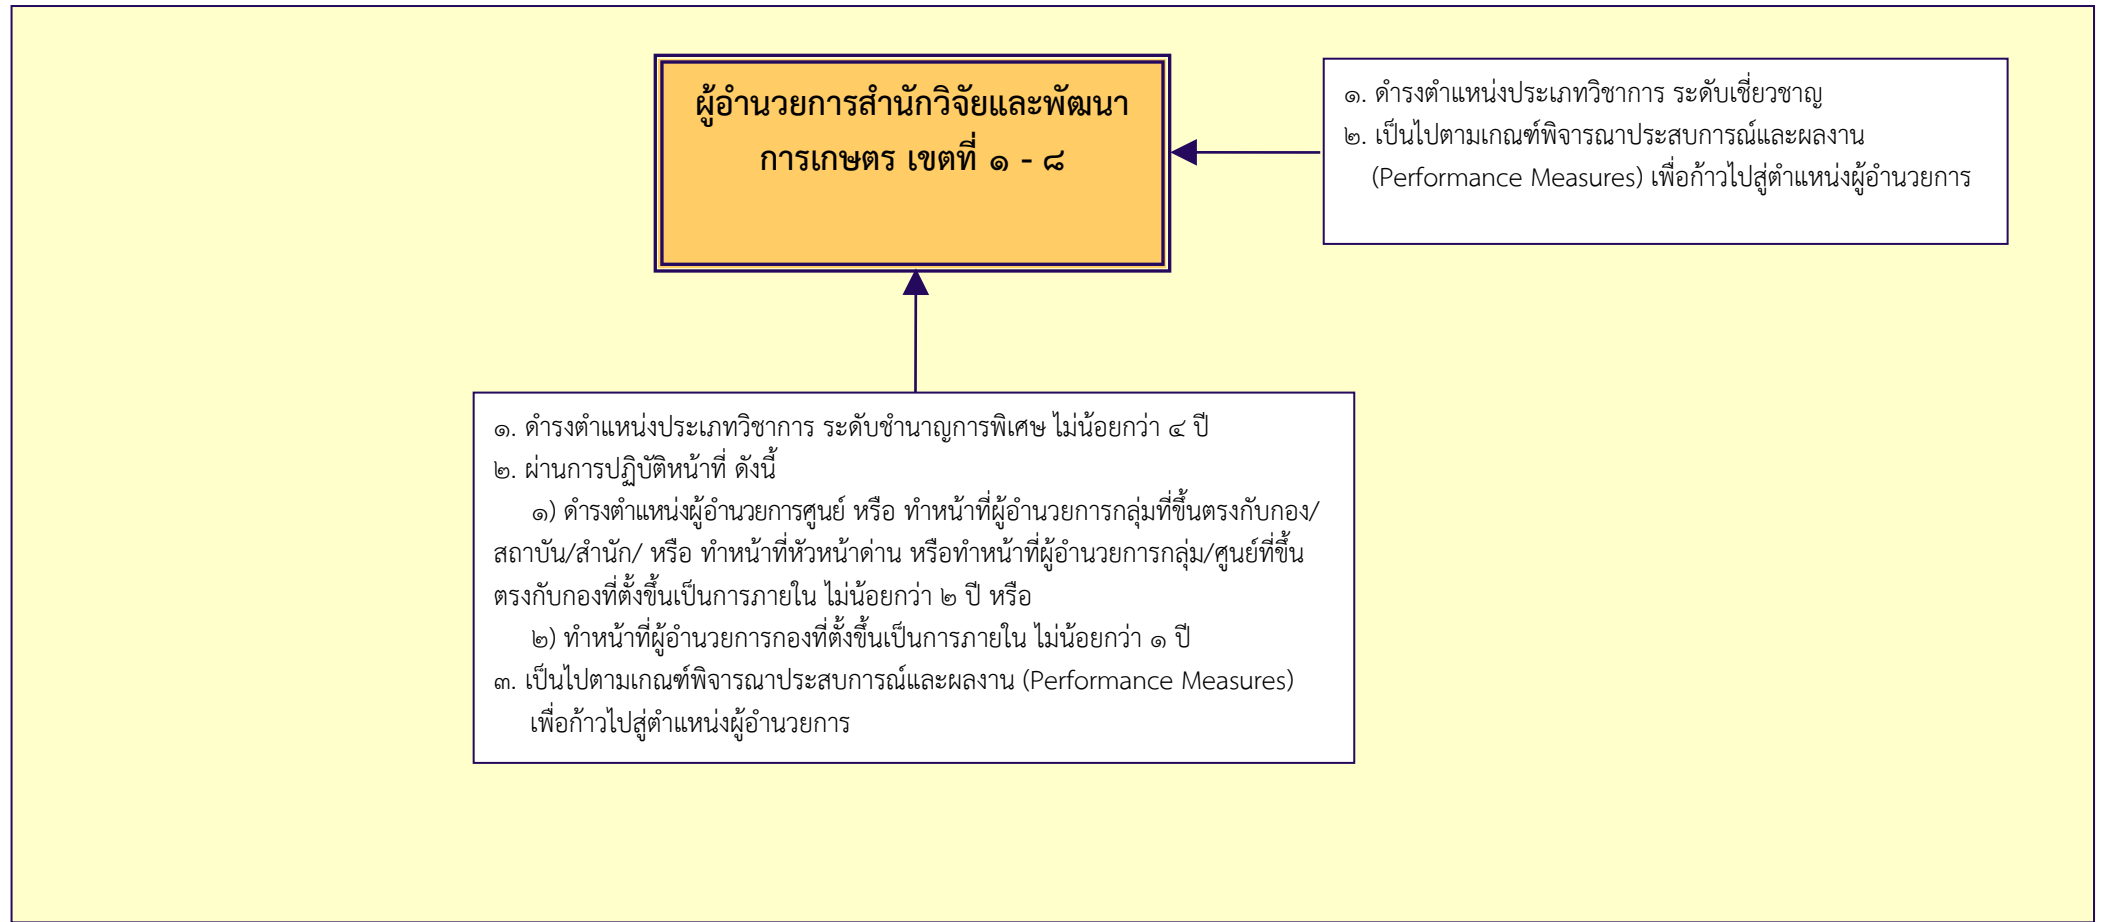 ผู้อำนวยการสำนักวิจัยและพัฒนา
การเกษตร เขตที่ ๑ - ๘
๑. ดำรงตำแหน่งประเภทวิชาการ ระดับเชี่ยวชาญ
๒. เป็นไปตามเกณฑ์พิจารณาประสบการณ์และผลงาน
(Performance Measures) เพื่อก้าวไปสู่ตำแหน่งผู้อำนวยการ
๑. ดำรงตำแหน่งประเภทวิชาการ ระดับชำนาญการพิเศษ ไม่น้อยกว่า ๔ ปี
๒. ผ่านการปฏิบัติหน้าที่ ดังนี้
๑) ดำรงตำแหน่งผู้อำนวยการศูนย์ หรือ ทำหน้าที่ผู้อำนวยการกลุ่มที่ขึ้นตรงกับกอง/
สถาบัน/สำนัก/ หรือ ทำหน้าที่หัวหน้าด่าน หรือทำหน้าที่ผู้อำนวยการกลุ่ม/ศูนย์ที่ขึ้น
ตรงกับกองที่ตั้งขึ้นเป็นการภายใน ไม่น้อยกว่า ๒ ปี หรือ
๒) ทำหน้าที่ผู้อำนวยการกองที่ตั้งขึ้นเป็นการภายใน ไม่น้อยกว่า ๑ ปี
๓. เป็นไปตามเกณฑ์พิจารณาประสบการณ์และผลงาน (Performance Measures)
เพื่อก้าวไปสู่ตำแหน่งผู้อำนวยการ